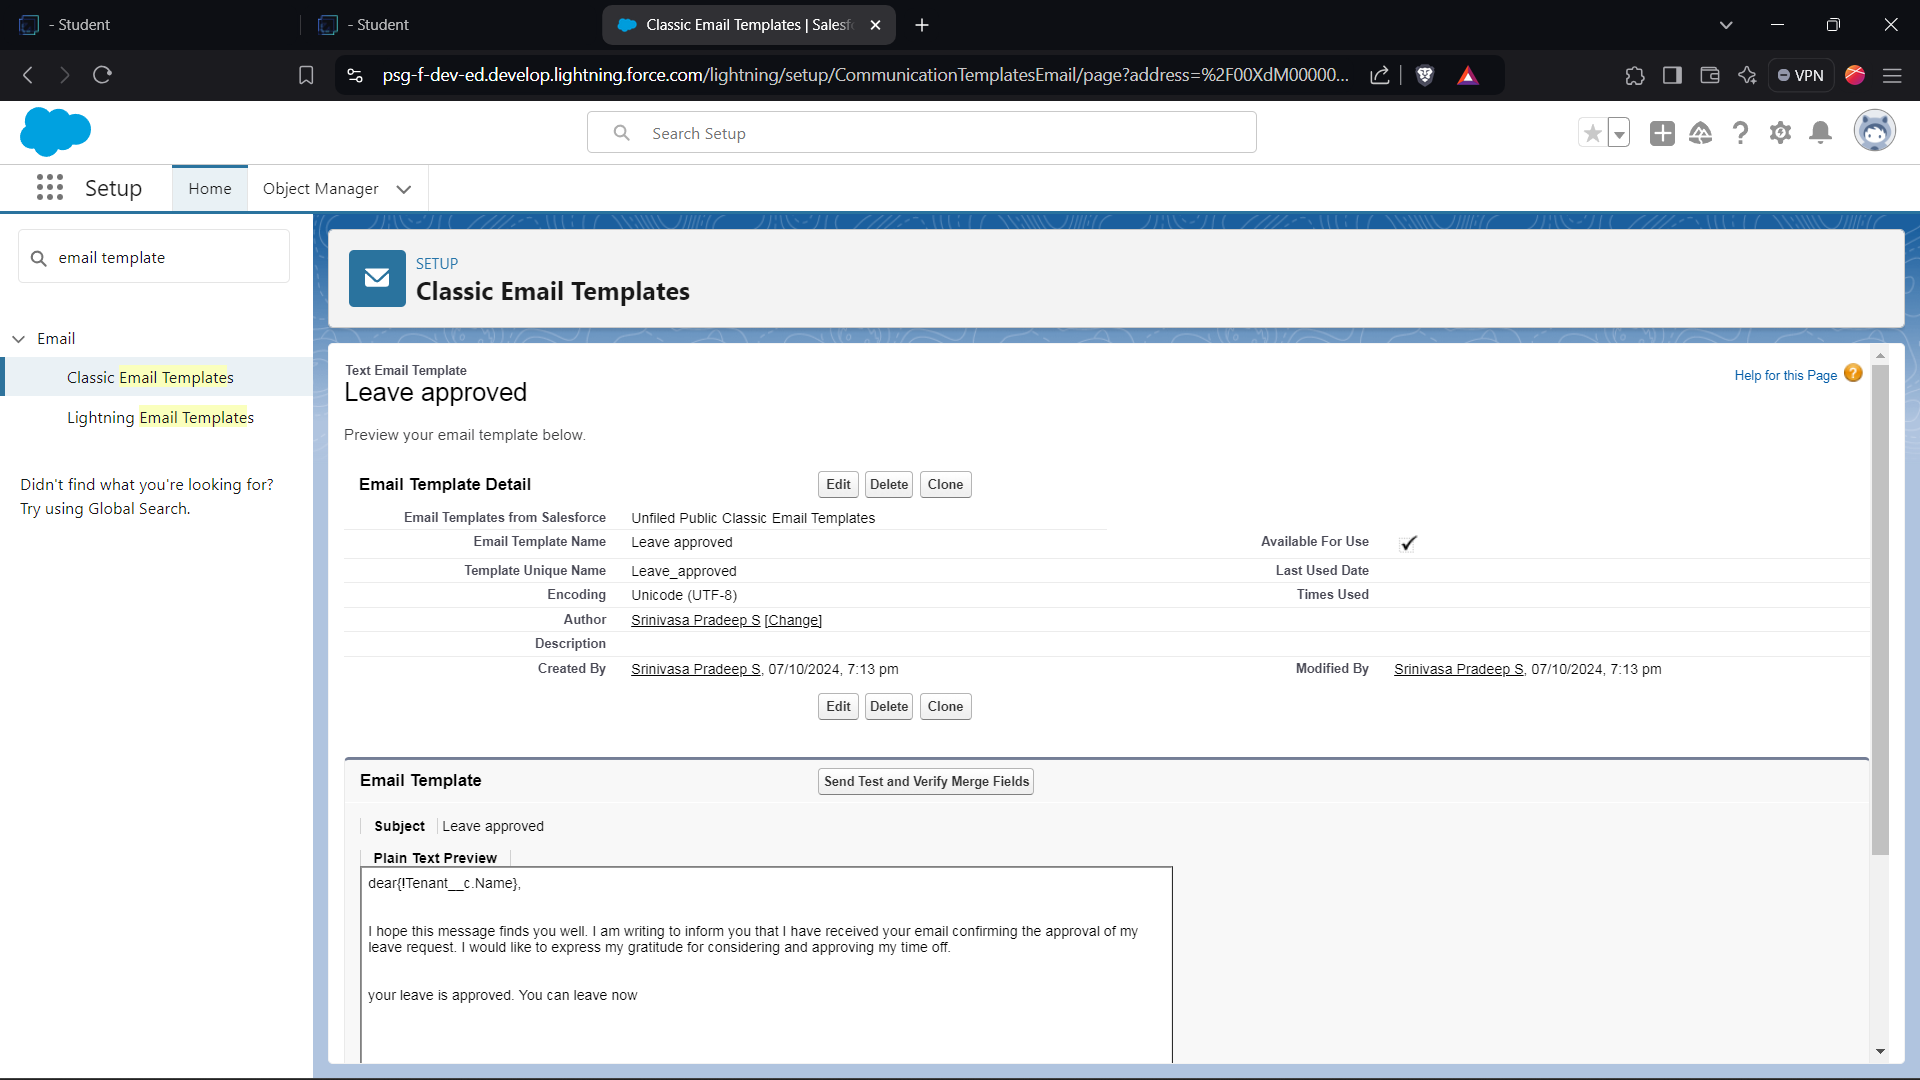 - Student
- Student
Classic Email Templates | Salesf
psg-f-dev-ed.develop.lightning.force.com/lightning/setup/CommunicationTemplatesEmail/page?address=%2F00XdM00000...
VPN
Search Setup
Setup
Home
Object Manager
email template
Email
Classic Email Templates
Lightning Email Templates
Didn't find what you're looking for?
Try using Global Search.
SETUP
Classic Email Templates
Text Email Template
Leave approved
Help for this Page
Preview your email template below.
Email Template Detail
Edit Delete Clone
Email Templates from Salesforce Unfiled Public Classic Email Templates
Email Template Name Leave approved Available For Use
Template Unique Name Leave_approved Last Used Date
Encoding Unicode (UTF-8) Times Used
Author Srinivasa Pradeep S [Change]
Description
Created By Srinivasa Pradeep S, 07/10/2024, 7:13 pm Modified By Srinivasa Pradeep S, 07/10/2024, 7:13 pm
Edit Delete Clone
Email Template
Send Test and Verify Merge Fields
Subject Leave approved
Plain Text Preview
dear{!Tenant__c.Name},
I hope this message finds you well. I am writing to inform you that I have received your email confirming the approval of my
leave request. I would like to express my gratitude for considering and approving my time off.
your leave is approved. You can leave now